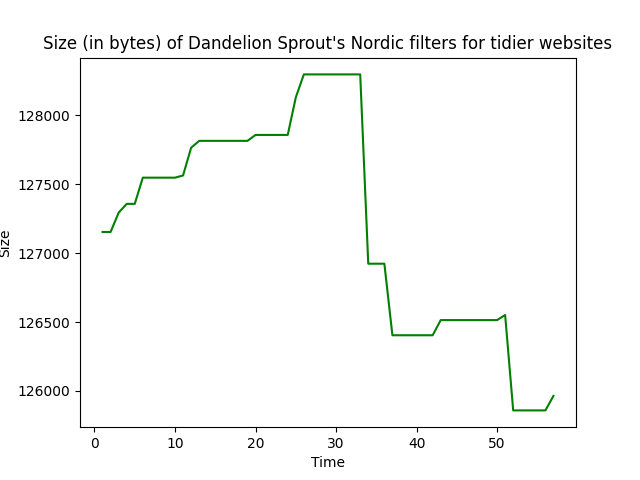 Size (in bytes) of Dandelion Sprout's Nordic filters for tidier websites
128000
127500
127000
126500
126000
Size
0 10 20 30 40 50
Time